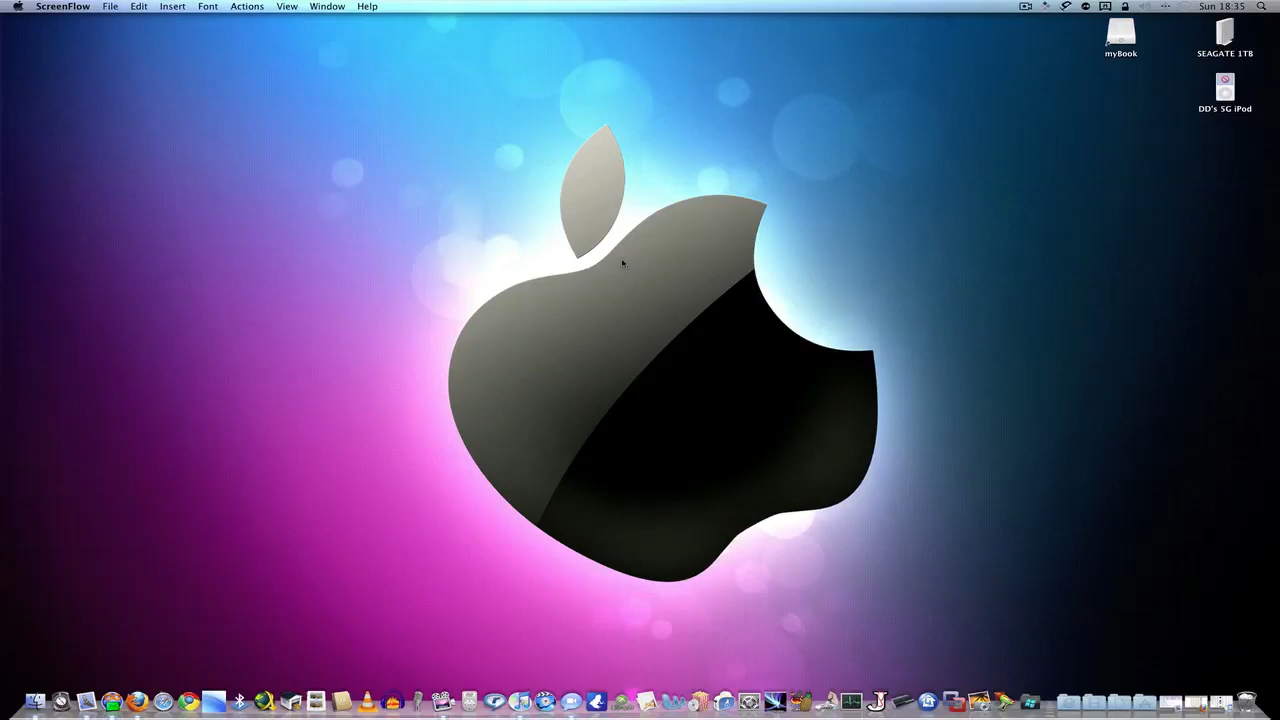 ScreenFlow File Edit Insert Font Actions View Window Help Sun 18:35
myBook
SEAGATE 1TB
DD's 5G iPod